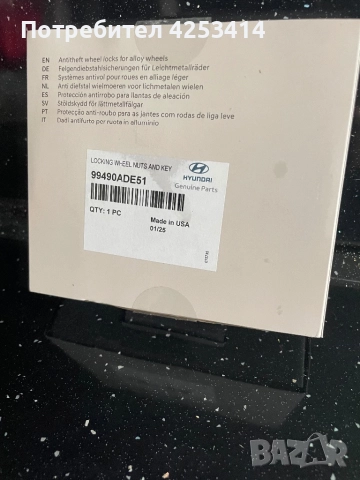 Потребител 4253414
EN Antitheft wheel locks for alloy wheels
DE Felgendiebstahlsicherungen für Leichtmetallräder
FR Systèmes antivol pour roues en alliage léger
NL Anti diefstal wielmoeren voor lichtmetalen wielen
ES Protección antirrobo para llantas de aleación
SV Stöldskydd för lättmetallfälgar
PT Protecção anti-roubo para as jantes com rodas de liga leve
IT Dati antifurto per ruota in alluminio
LOCKING WHEEL NUTS AND KEY
99490ADE51
HYUNDAI
Genuine Parts
QTY: 1 PC
Made in USA
01/25
BAZAR